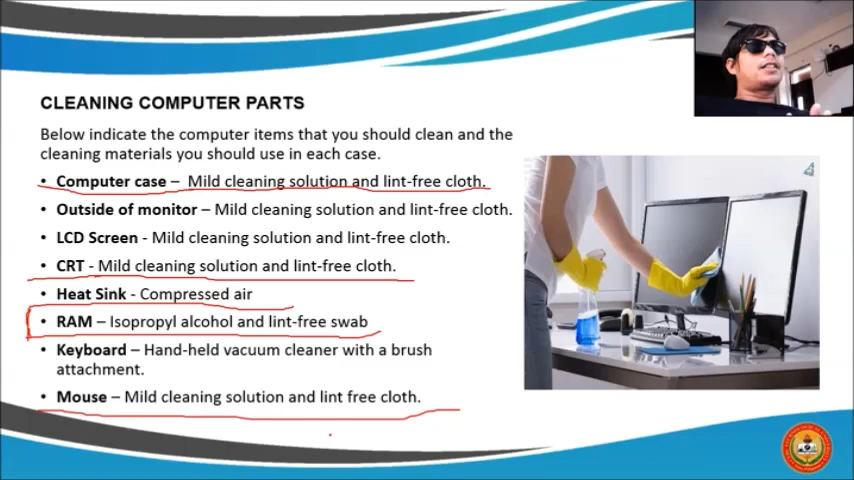 CLEANING COMPUTER PARTS
Below indicate the computer items that you should clean and the
cleaning materials you should use in each case.
• Computer case – Mild cleaning solution and lint-free cloth.
• Outside of monitor – Mild cleaning solution and lint-free cloth.
• LCD Screen - Mild cleaning solution and lint-free cloth.
• CRT - Mild cleaning solution and lint-free cloth.
• Heat Sink - Compressed air
• RAM – Isopropyl alcohol and lint-free swab
• Keyboard – Hand-held vacuum cleaner with a brush
attachment.
• Mouse – Mild cleaning solution and lint free cloth.